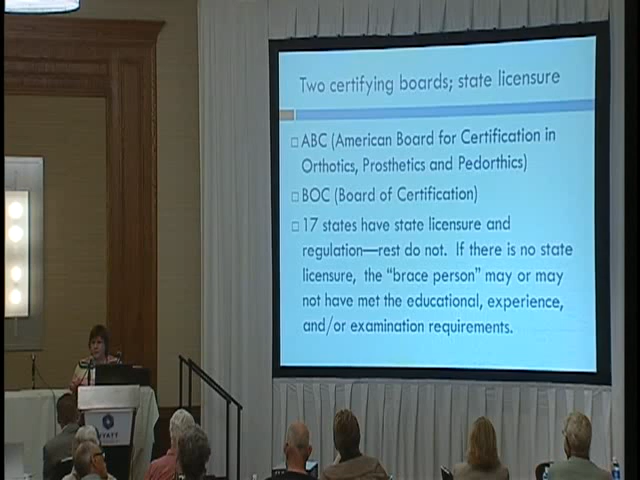 Two certifying boards; state licensure
ABC (American Board for Certification in
Orthotics, Prosthetics and Pedorthics)
BOC (Board of Certification)
17 states have state licensure and
regulation—rest do not. If there is no state
licensure, the “brace person” may or may
not have met the educational, experience,
and/or examination requirements.
HYATT